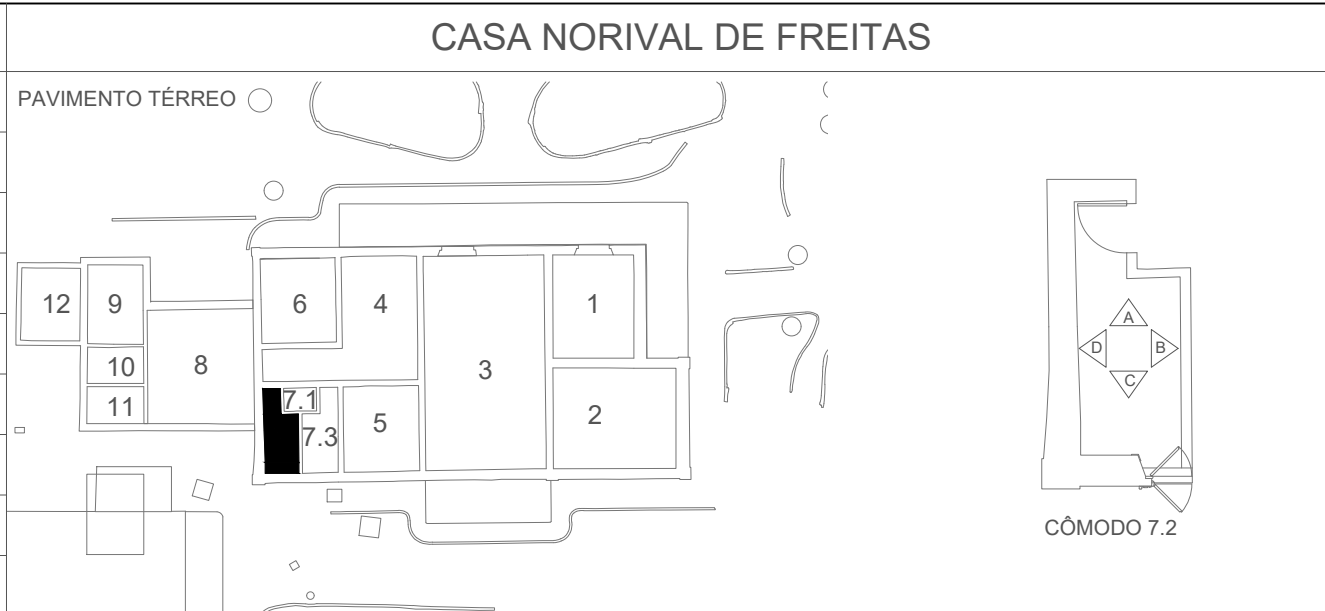 CASA NORIVAL DE FREITAS
PAVIMENTO TÉRREO
12
9
10
11
8
6
4
7.1
7.3
5
3
1
2
A
D
B
C
CÔMODO 7.2